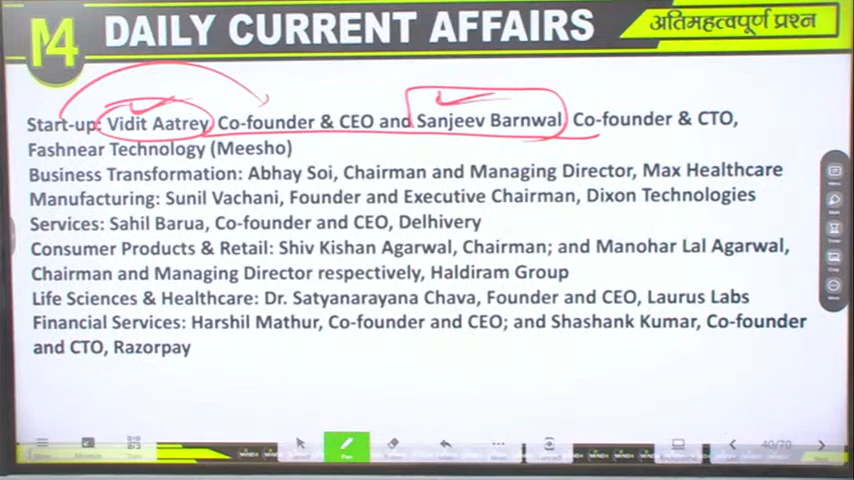 M4
DAILY CURRENT AFFAIRS
अतिमहत्वपूर्ण प्रश्न
Start-up: Vidit Aatrey Co-founder & CEO and Sanjeev Barnwal Co-founder & CTO,
Fashnear Technology (Meesho)
Business Transformation: Abhay Soi, Chairman and Managing Director, Max Healthcare
Manufacturing: Sunil Vachani, Founder and Executive Chairman, Dixon Technologies
Services: Sahil Barua, Co-founder and CEO, Delhivery
Consumer Products & Retail: Shiv Kishan Agarwal, Chairman; and Manohar Lal Agarwal,
Chairman and Managing Director respectively, Haldiram Group
Life Sciences & Healthcare: Dr. Satyanarayana Chava, Founder and CEO, Laurus Labs
Financial Services: Harshil Mathur, Co-founder and CEO; and Shashank Kumar, Co-founder
and CTO, Razorpay
Pen
40/70